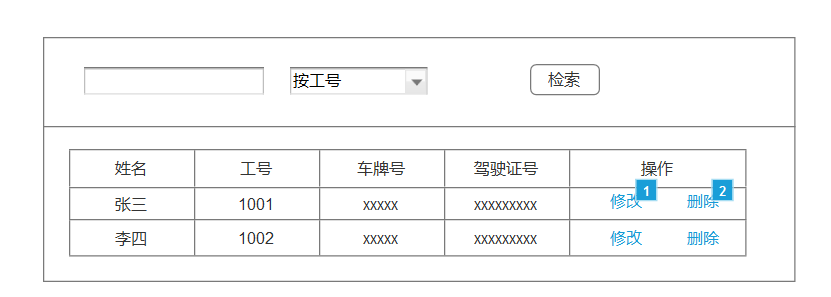 按工号 检索
姓名 工号 车牌号 驾驶证号 操作
张三 1001 xxxxx xxxxxxxxx 修改 1 删除 2
李四 1002 xxxxx xxxxxxxxx 修改 删除